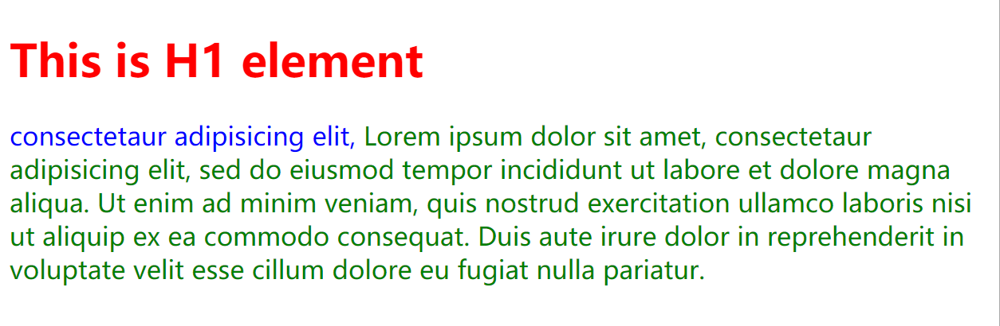 This is H1 element
consectetaur adipisicing elit, Lorem ipsum dolor sit amet, consectetaur
adipisicing elit, sed do eiusmod tempor incididunt ut labore et dolore magna
aliqua. Ut enim ad minim veniam, quis nostrud exercitation ullamco laboris nisi
ut aliquip ex ea commodo consequat. Duis aute irure dolor in reprehenderit in
voluptate velit esse cillum dolore eu fugiat nulla pariatur.